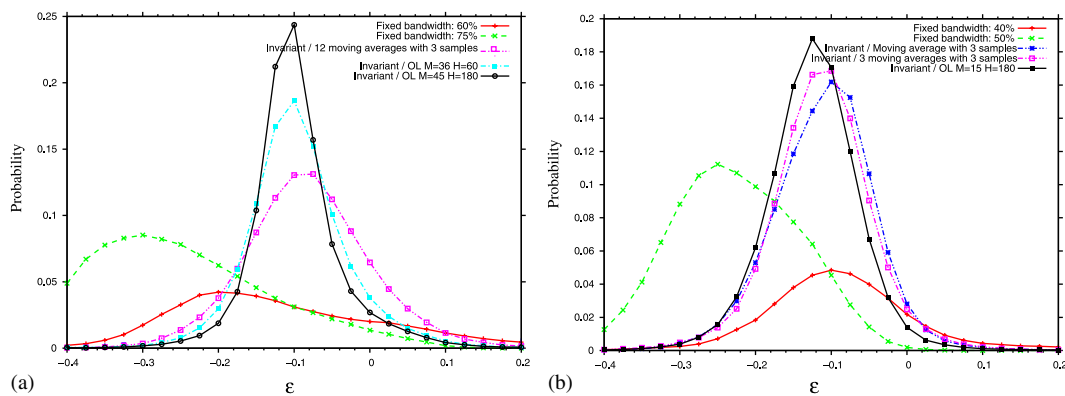 Fixed bandwidth: 60%
Fixed bandwidth: 75%
Invariant / 12 moving averages with 3 samples
Invariant / OL M=36 H=60
Invariant / OL M=45 H=180
0.25
0.2
0.15
0.1
0.05
0
Probability
−0.4 −0.3 −0.2 −0.1 0 0.1 0.2
ε
(a)
Fixed bandwidth: 40%
Fixed bandwidth: 50%
Invariant / Moving average with 3 samples
Invariant / 3 moving averages with 3 samples
Invariant / OL M=15 H=180
0.2
0.18
0.16
0.14
0.12
0.1
0.08
0.06
0.04
0.02
0
Probability
−0.4 −0.3 −0.2 −0.1 0 0.1 0.2
ε
(b)